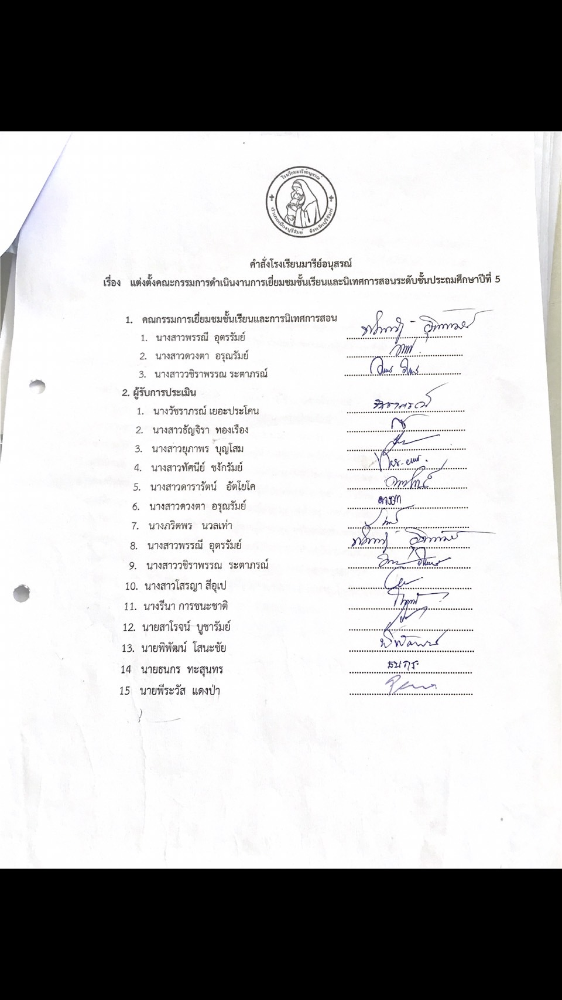 โรงเรียนมารีย์อนุสรณ์
อำเภอเมืองบุรีรัมย์ จังหวัดบุรีรัมย์
คำสั่งโรงเรียนมารีย์อนุสรณ์
เรื่อง แต่งตั้งคณะกรรมการดำเนินงานการเยี่ยมชมชั้นเรียนและนิเทศการสอนระดับชั้นประถมศึกษาปีที่ 5
1. คณกรรมการเยี่ยมชมชั้นเรียนและการนิเทศการสอน
1. นางสาวพรรณี อุตรรัมย์
2. นางสาวดวงตา อรุณรัมย์
3. นางสาววชิราพรรณ ระตาภรณ์
2. ผู้รับการประเมิน
1. นางวัชราภรณ์ เยอะประโคน
2. นางสาวธัญจิรา ทองเรือง
3. นางสาวยุภาพร บุญโสม
4. นางสาวทัศนีย์ ชงักรัมย์
5. นางสาวดารารัตน์ อัตโยโค
6. นางสาวดวงตา อรุณรัมย์ ดวงตา
7. นางภริตพร นวลเท่า
8. นางสาวพรรณี อุตรรัมย์
9. นางสาววชิราพรรณ ระตาภรณ์
10. นางสาวโสรญา สีอุเป
11. นางรีนา การชนะชาติ
12. นายสาโรจน์ บูชารัมย์
13. นายพิพัฒน์ โสนะชัย
14 นายธนกร ทะสุนทร ธนกร
15 นายพีระวัส แดงป่า